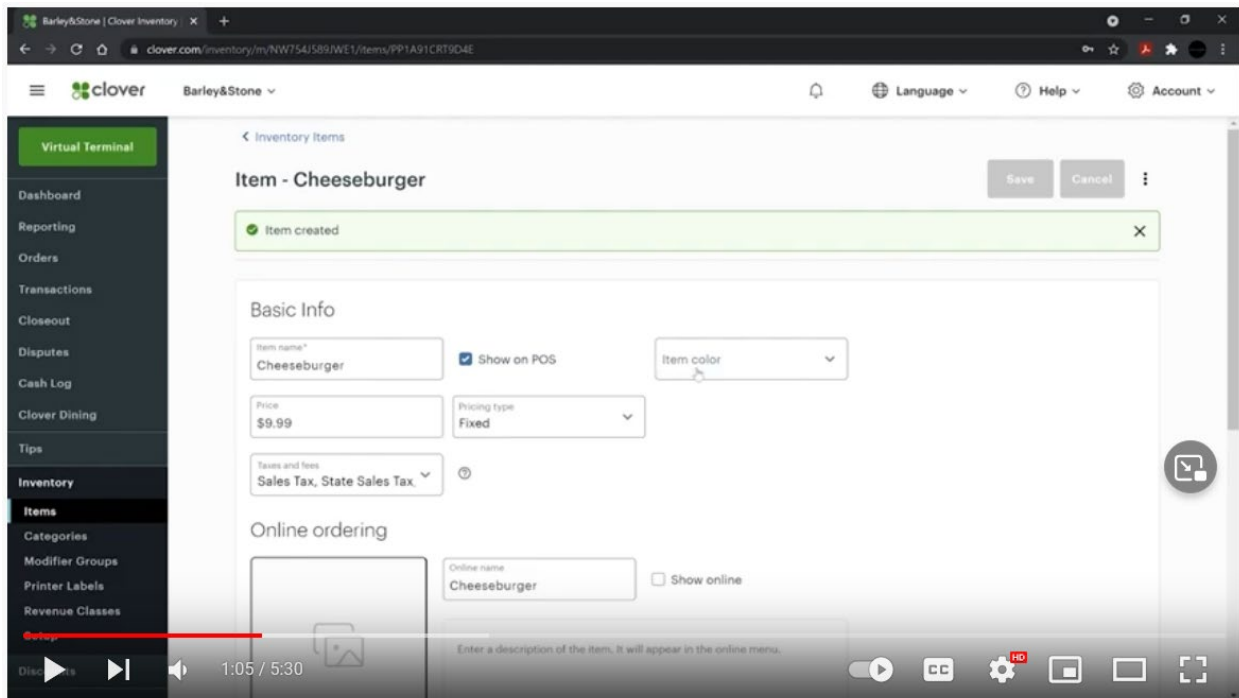 Barley&Stone | Clover Inventory
clover.com/inventory/m/NW754J589JWE1/items/PP1A91CRT9D4E
clover
Barley&Stone
Language
Help
Account
Virtual Terminal
Dashboard
Reporting
Orders
Transactions
Closeout
Disputes
Cash Log
Clover Dining
Tips
Inventory
Items
Categories
Modifier Groups
Printer Labels
Revenue Classes
Setup
Inventory Items
Item - Cheeseburger
Save
Cancel
Item created
Basic Info
Item name*
Cheeseburger
Show on POS
Item color
Price
$9.99
Pricing type
Fixed
Taxes and fees
Sales Tax, State Sales Tax,
Online ordering
Online name
Cheeseburger
Show online
Enter a description of the item. It will appear in the online menu.
1:05 / 5:30
CC
HD